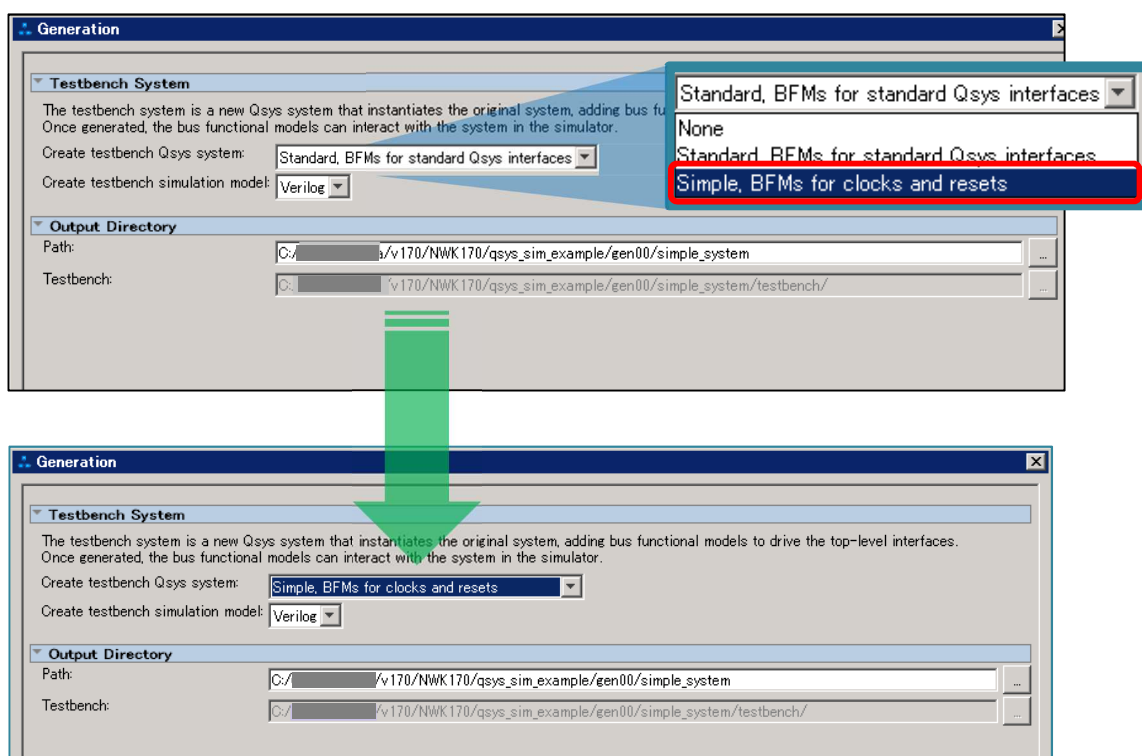 Generation
Testbench System
The testbench system is a new Qsys system that instantiates the original system, adding bus fu
Once generated, the bus functional models can interact with the system in the simulator.
Create testbench Qsys system: Standard, BFMs for standard Qsys interfaces
Create testbench simulation model: Verilog
Standard, BFMs for standard Qsys interfaces
None
Standard, BFMs for standard Qsys interfaces
Simple, BFMs for clocks and resets
Output Directory
Path: C:/ a/v170/NWK170/qsys_sim_example/gen00/simple_system ...
Testbench: C: /v170/NWK170/qsys_sim_example/gen00/simple_system/testbench/ ...
Generation
Testbench System
The testbench system is a new Qsys system that instantiates the original system, adding bus functional models to drive the top-level interfaces.
Once generated, the bus functional models can interact with the system in the simulator.
Create testbench Qsys system: Simple, BFMs for clocks and resets
Create testbench simulation model: Verilog
Output Directory
Path: C:/ /v170/NWK170/qsys_sim_example/gen00/simple_system ...
Testbench: C:/ /v170/NWK170/qsys_sim_example/gen00/simple_system/testbench/ ...